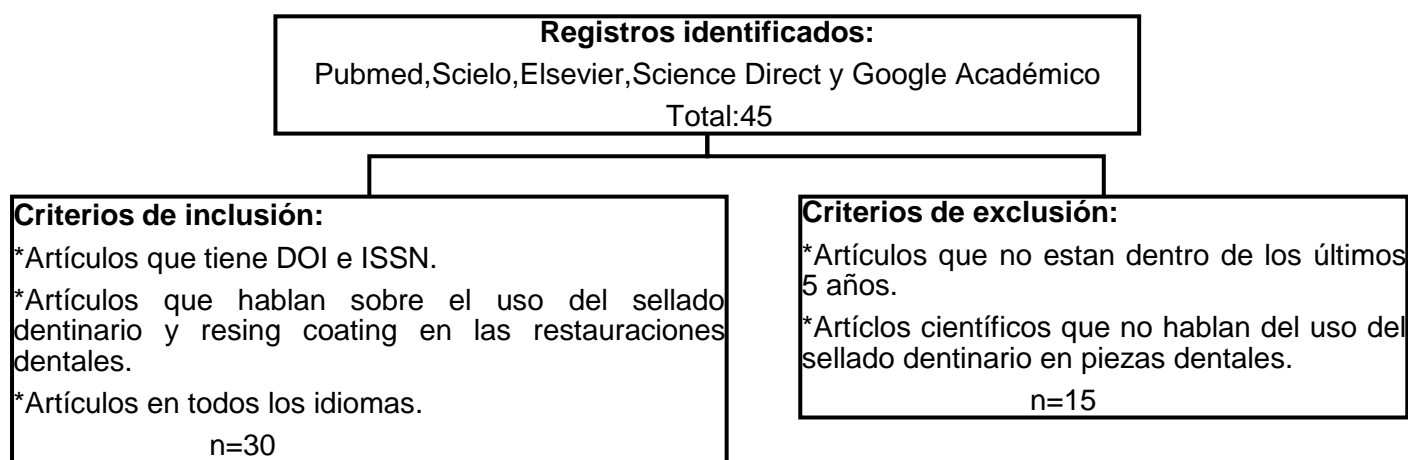 Registros identificados:
Pubmed,Scielo,Elsevier,Science Direct y Google Académico
Total:45
Criterios de inclusión:
*Artículos que tiene DOI e ISSN.
*Artículos que hablan sobre el uso del sellado
dentinario y resing coating en las restauraciones
dentales.
*Artículos en todos los idiomas.
n=30
Criterios de exclusión:
*Artículos que no estan dentro de los últimos
5 años.
*Artíclos científicos que no hablan del uso del
sellado dentinario en piezas dentales.
n=15